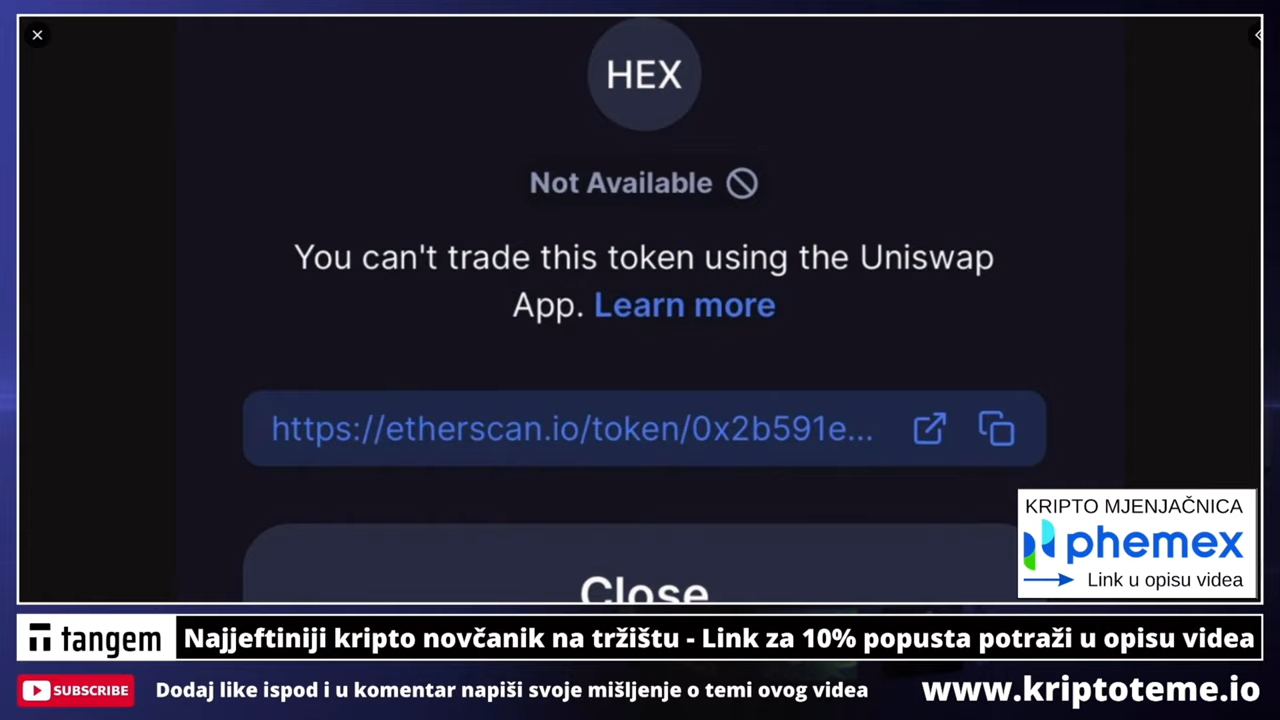 HEX
Not Available
You can't trade this token using the Uniswap
App. Learn more
https://etherscan.io/token/0x2b591e...
Close
KRIPTO MJENJAČNICA
phemex
Link u opisu videa
tangem Najjeftiniji kripto novčanik na tržištu - Link za 10% popusta potraži u opisu videa
SUBSCRIBE Dodaj like ispod i u komentar napiši svoje mišljenje o temi ovog videa www.kriptoteme.io